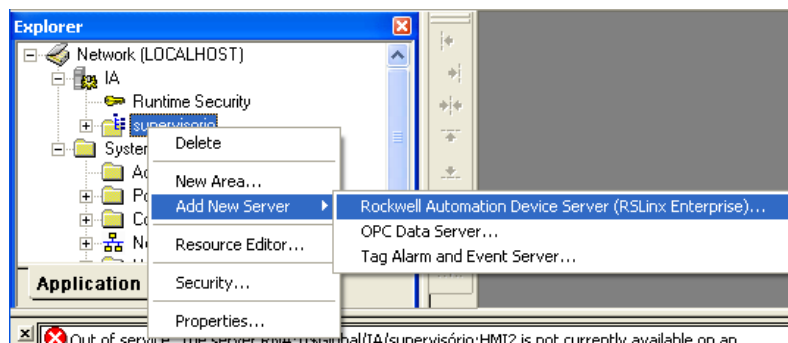 Explorer
Network (LOCALHOST)
IA
Runtime Security
supervisório
Delete
New Area...
Add New Server
Resource Editor...
Security...
Properties...
Rockwell Automation Device Server (RSLinx Enterprise)...
OPC Data Server...
Tag Alarm and Event Server...
Application
Out of service. The server RNA://$Global/IA/supervisório:HMI2 is not currently available on an